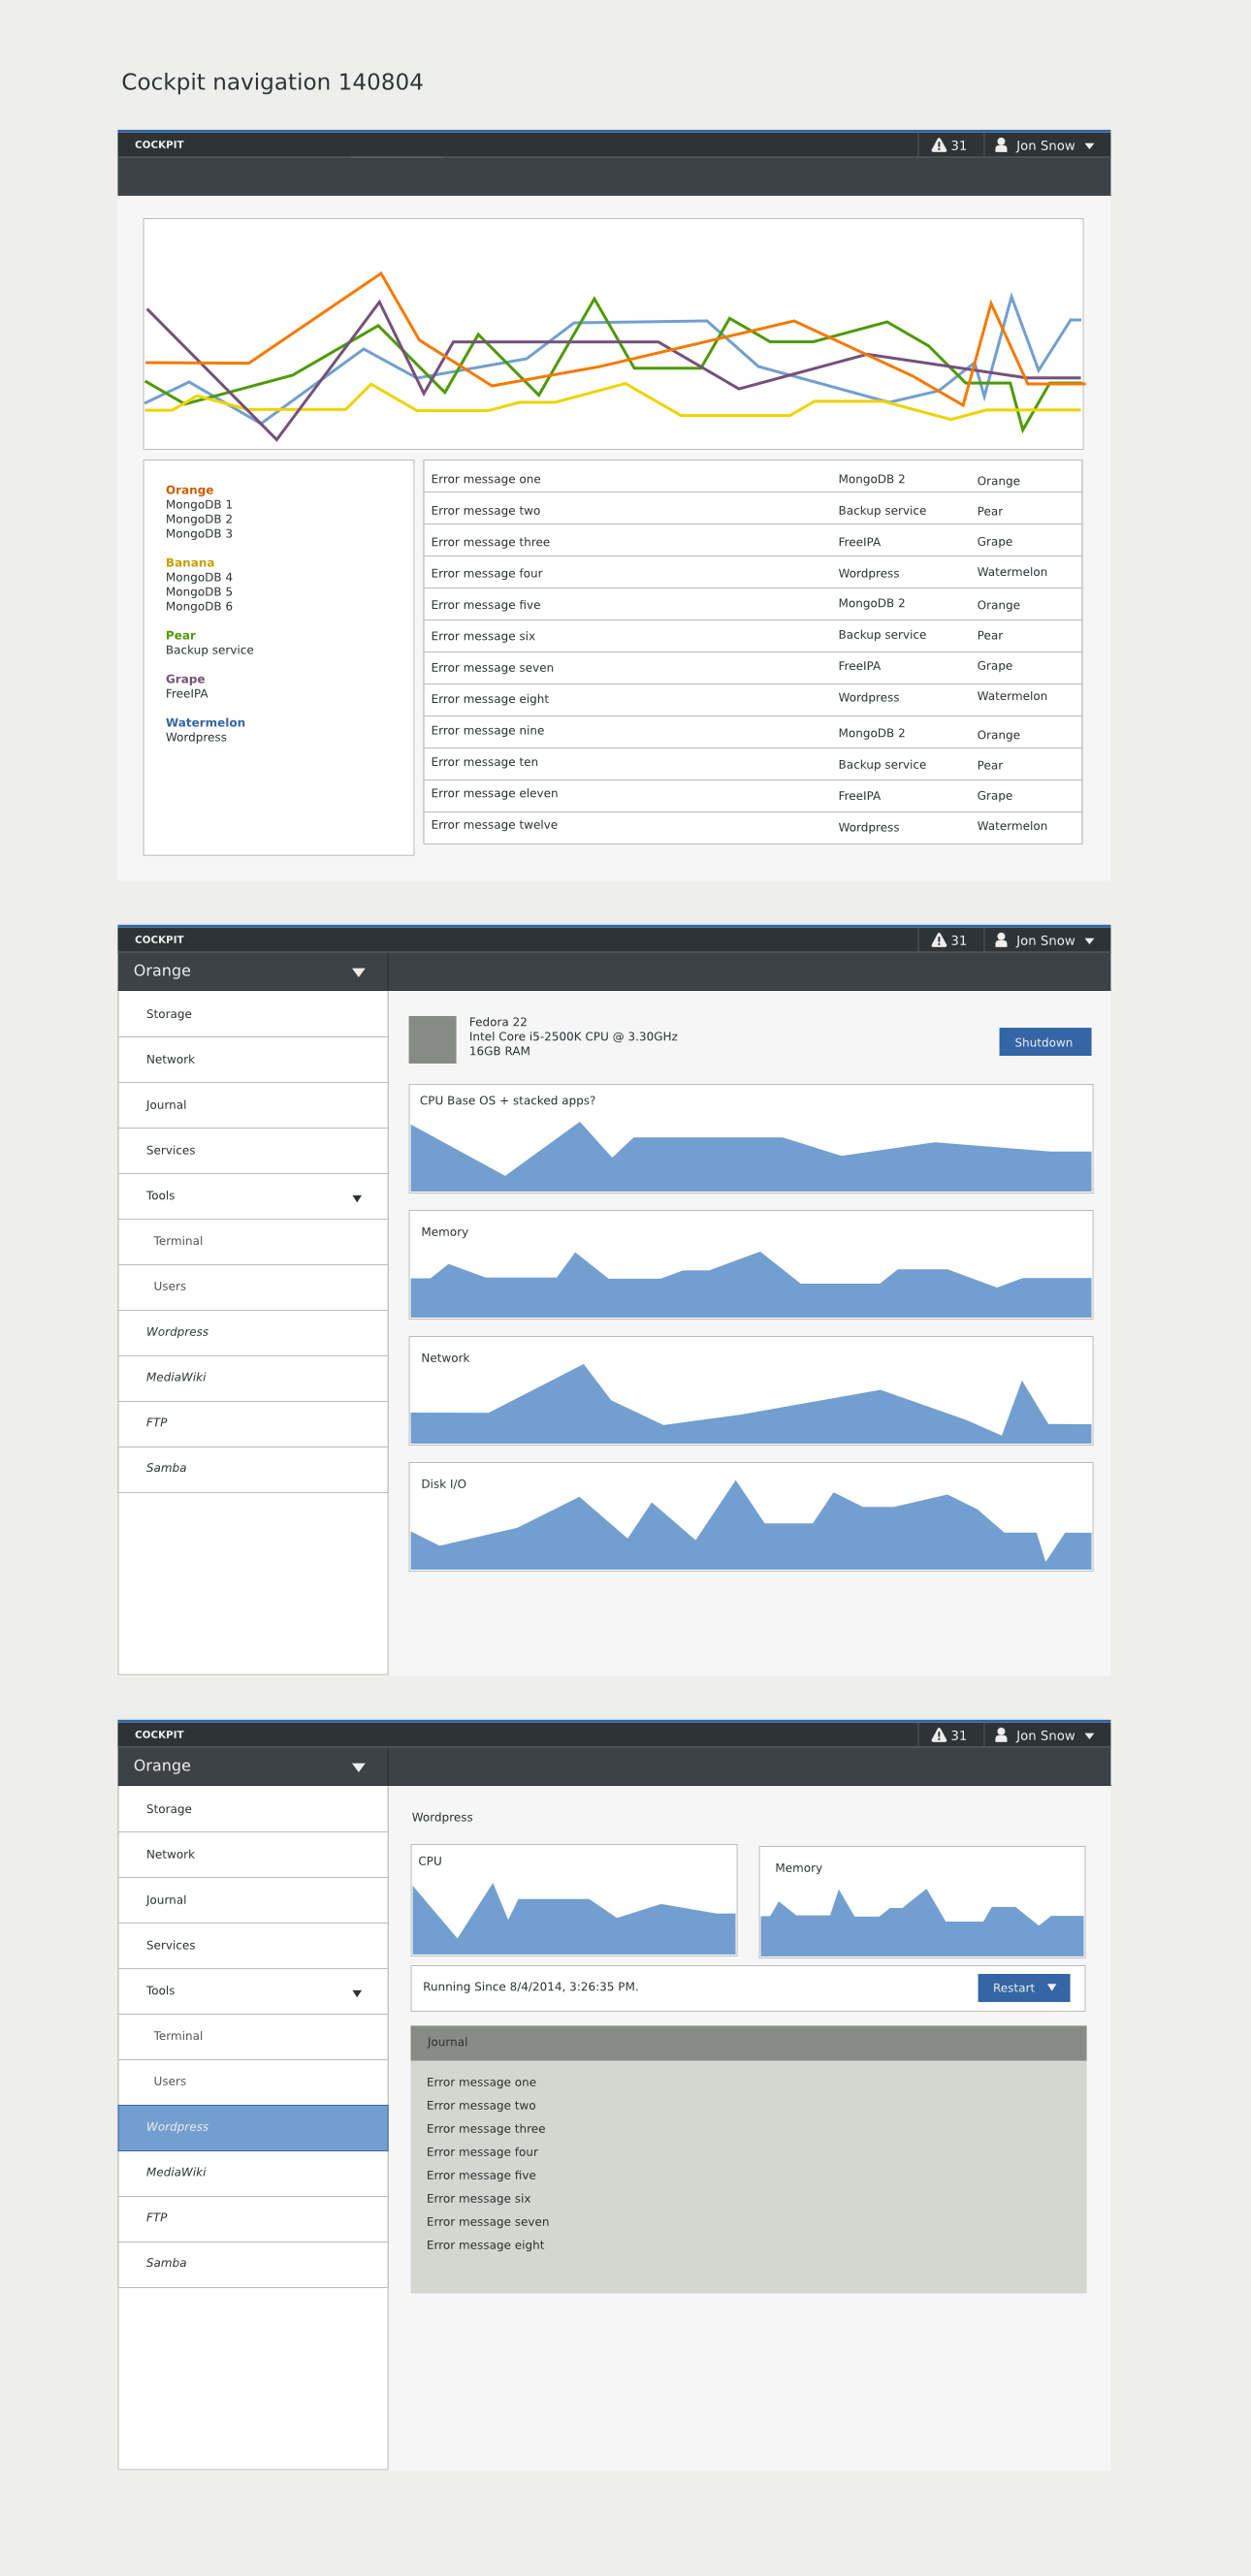 Cockpit navigation 140804
COCKPIT 31 Jon Snow
Orange
MongoDB 1
MongoDB 2
MongoDB 3
Banana
MongoDB 4
MongoDB 5
MongoDB 6
Pear
Backup service
Grape
FreeIPA
Watermelon
Wordpress
Error message one MongoDB 2 Orange
Error message two Backup service Pear
Error message three FreeIPA Grape
Error message four Wordpress Watermelon
Error message five MongoDB 2 Orange
Error message six Backup service Pear
Error message seven FreeIPA Grape
Error message eight Wordpress Watermelon
Error message nine MongoDB 2 Orange
Error message ten Backup service Pear
Error message eleven FreeIPA Grape
Error message twelve Wordpress Watermelon
COCKPIT 31 Jon Snow
Orange
Storage
Network
Journal
Services
Tools
Terminal
Users
Wordpress
MediaWiki
FTP
Samba
Fedora 22
Intel Core i5-2500K CPU @ 3.30GHz
16GB RAM
Shutdown
CPU Base OS + stacked apps?
Memory
Network
Disk I/O
COCKPIT 31 Jon Snow
Orange
Storage
Network
Journal
Services
Tools
Terminal
Users
Wordpress
MediaWiki
FTP
Samba
Wordpress
CPU
Memory
Running Since 8/4/2014, 3:26:35 PM.
Restart
Journal
Error message one
Error message two
Error message three
Error message four
Error message five
Error message six
Error message seven
Error message eight